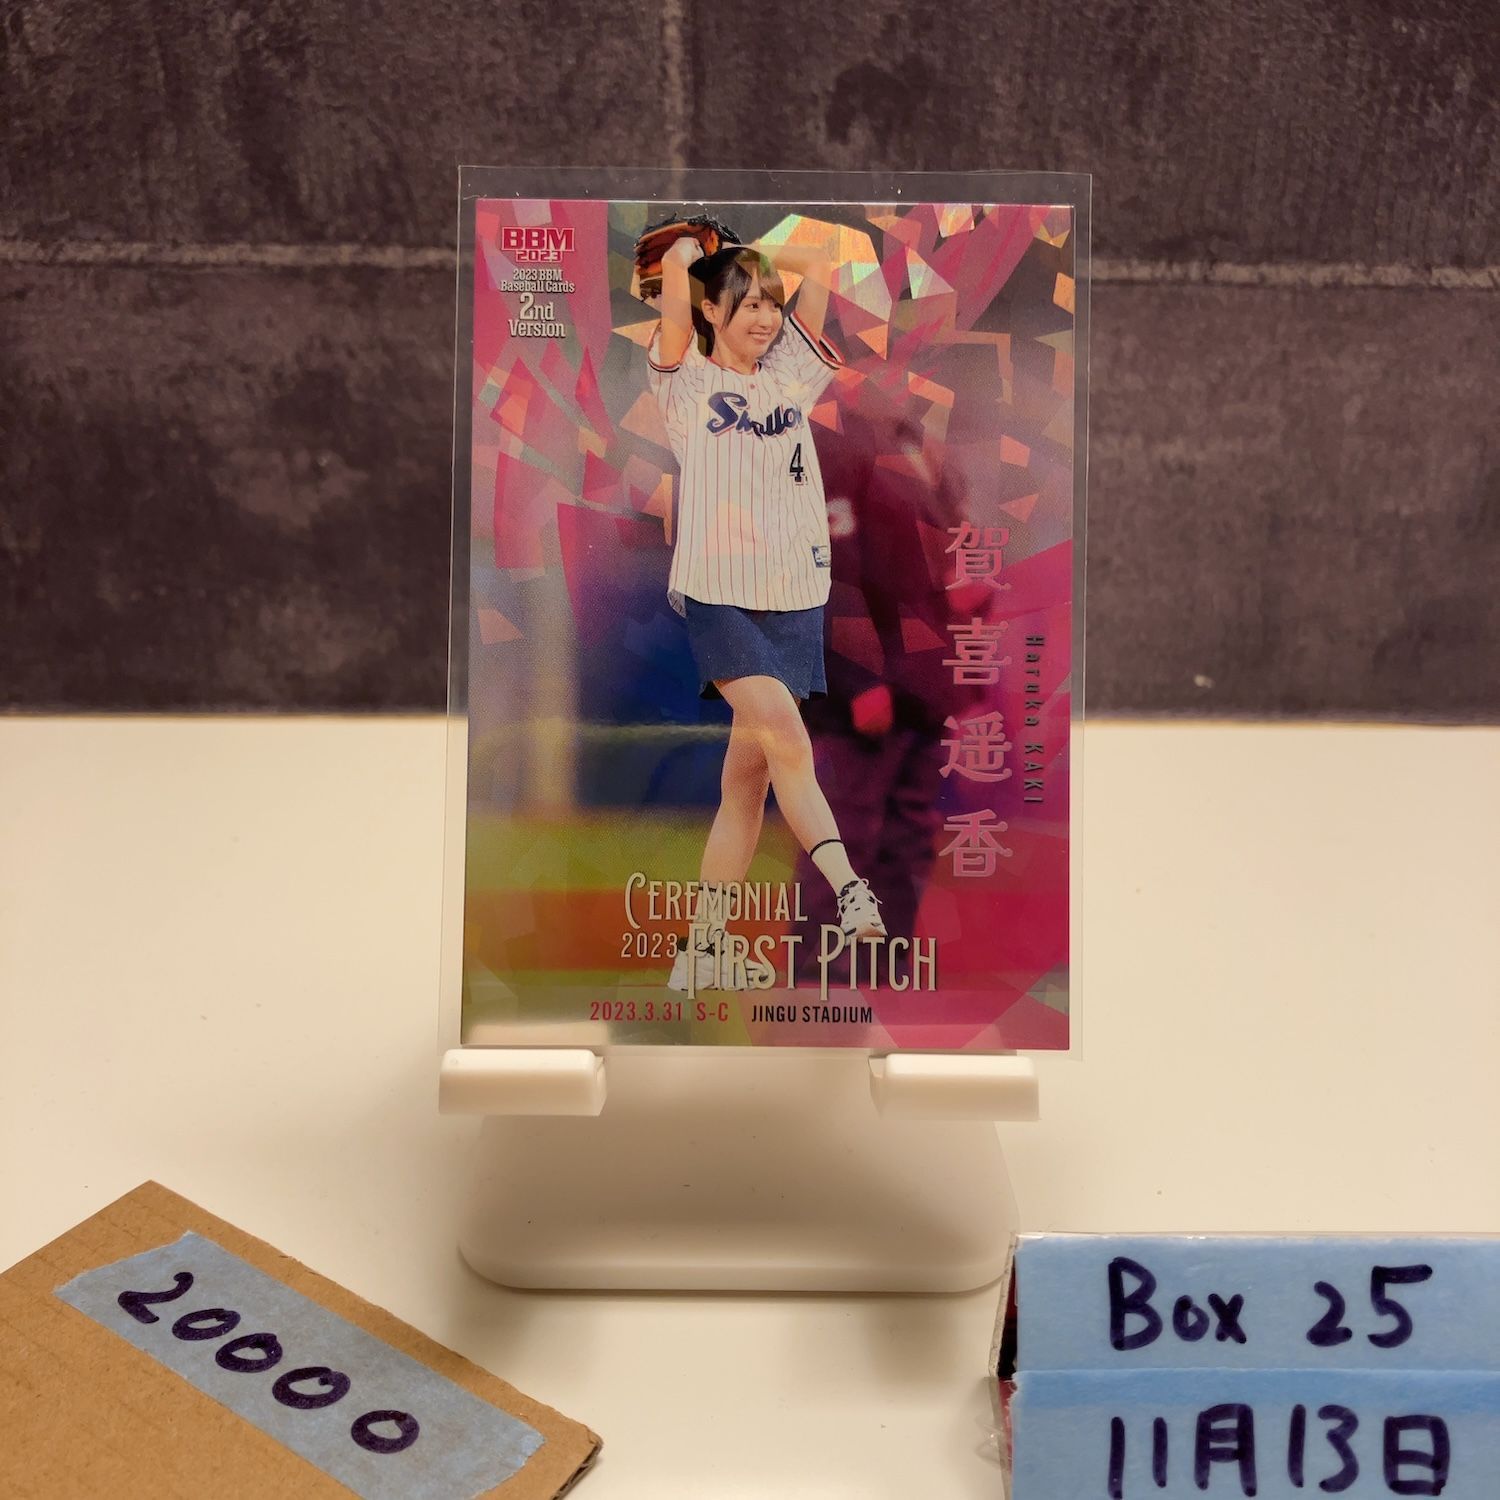 BBM
2023
2023 BBM
Baseball Cards
2nd
Version
Swallo
4
賀喜遥香
Haruka KAKI
CEREMONIAL
2023 FIRST PITCH
2023.3.31 S-C JINGU STADIUM
20000
Box 25
11月13日